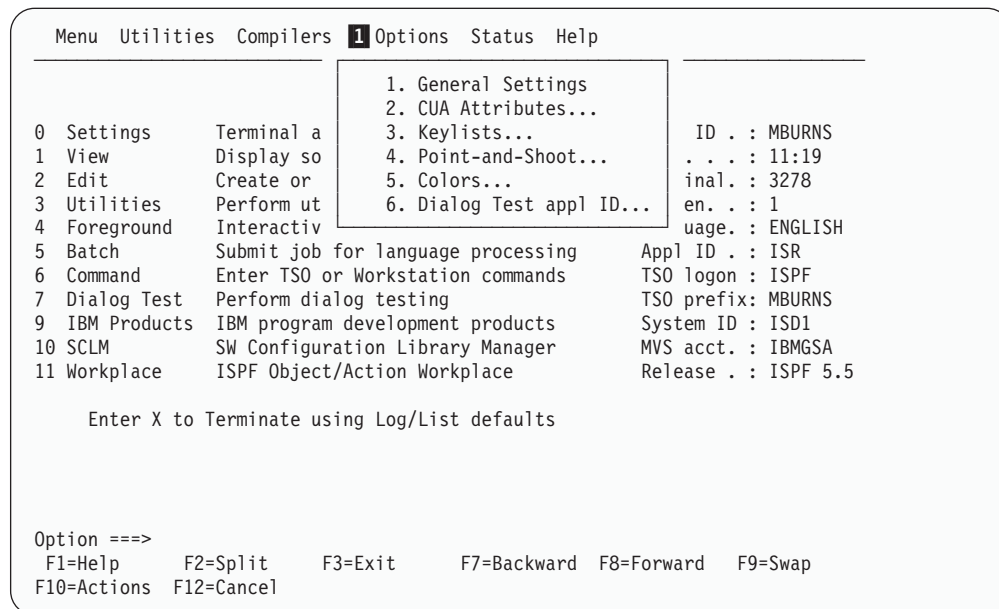 Menu Utilities Compilers 1 Options Status Help
1. General Settings
2. CUA Attributes...
0 Settings Terminal a 3. Keylists... ID . : MBURNS
1 View Display so 4. Point-and-Shoot... . . . : 11:19
2 Edit Create or 5. Colors... inal. : 3278
3 Utilities Perform ut 6. Dialog Test appl ID... en. . : 1
4 Foreground Interactiv uage. : ENGLISH
5 Batch Submit job for language processing Appl ID . : ISR
6 Command Enter TSO or Workstation commands TSO logon : ISPF
7 Dialog Test Perform dialog testing TSO prefix: MBURNS
9 IBM Products IBM program development products System ID : ISD1
10 SCLM SW Configuration Library Manager MVS acct. : IBMGSA
11 Workplace ISPF Object/Action Workplace Release . : ISPF 5.5
Enter X to Terminate using Log/List defaults
Option ===>
F1=Help F2=Split F3=Exit F7=Backward F8=Forward F9=Swap
F10=Actions F12=Cancel